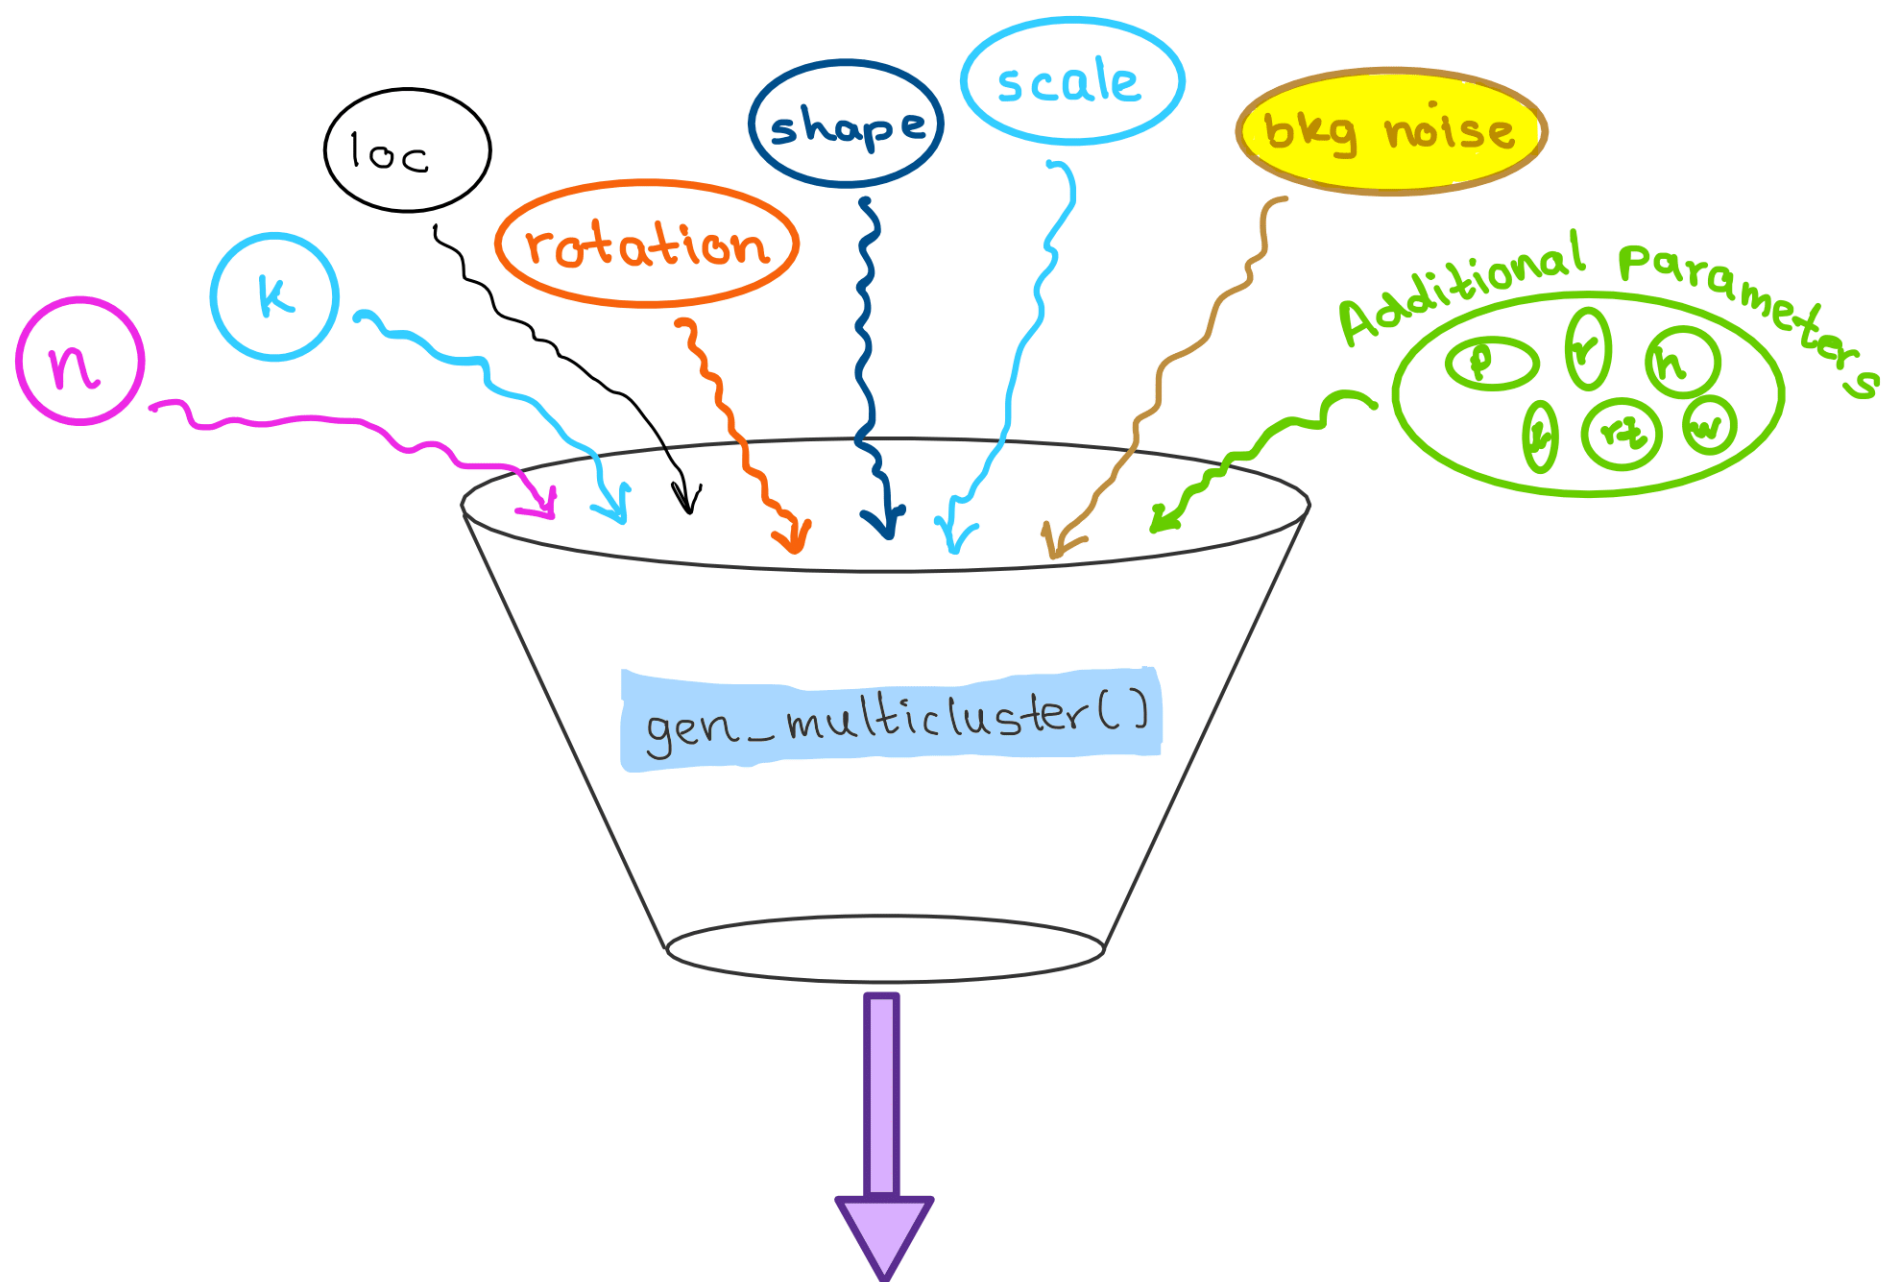 n
k
loc
rotation
shape
scale
bkg noise
Additional parameters
p
r
h
rt
w
gen_multicluster()